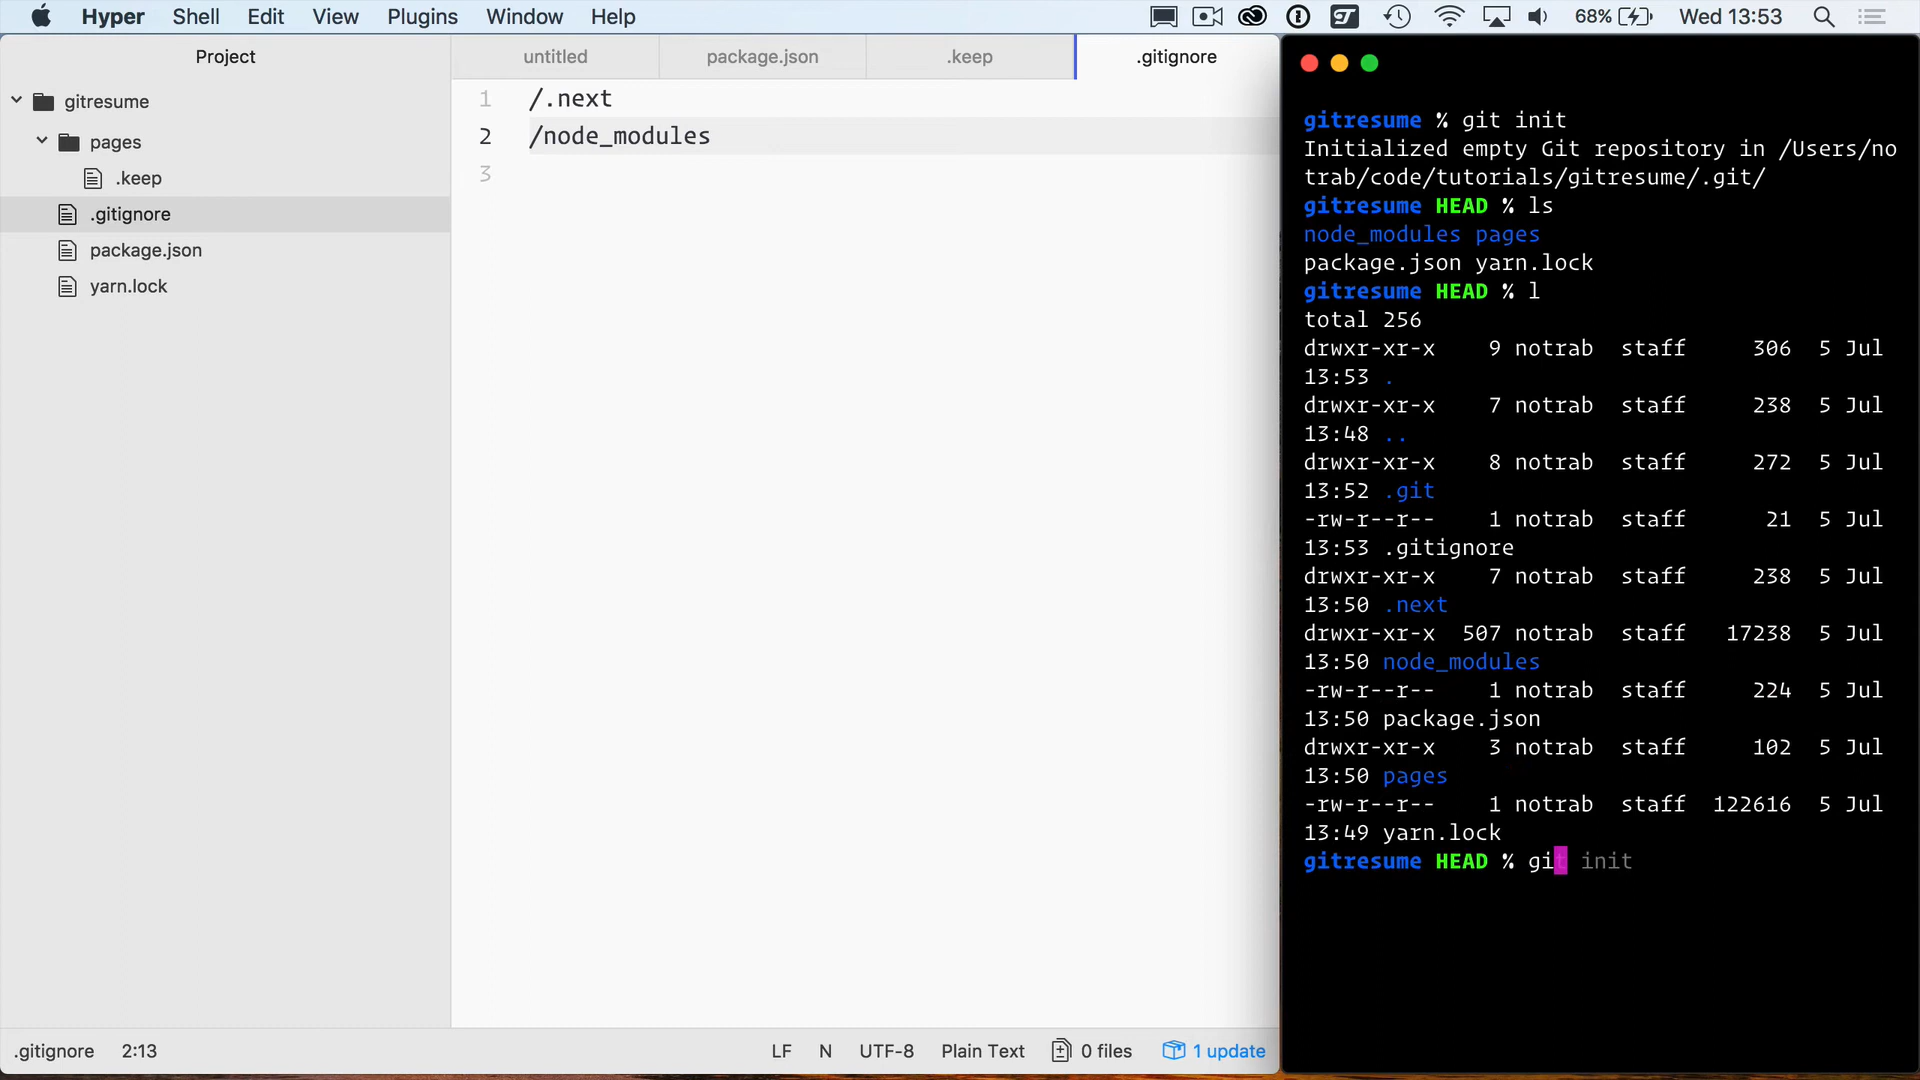 Hyper Shell Edit View Plugins Window Help 68% Wed 13:53
Project
gitresume
pages
.keep
.gitignore
package.json
yarn.lock
untitled package.json .keep .gitignore
1 /.next
2 /node_modules
3
.gitignore 2:13 LF N UTF-8 Plain Text 0 files 1 update
gitresume % git init
Initialized empty Git repository in /Users/no
trab/code/tutorials/gitresume/.git/
gitresume HEAD % ls
node_modules pages
package.json yarn.lock
gitresume HEAD % l
total 256
drwxr-xr-x 9 notrab staff 306 5 Jul
13:53 .
drwxr-xr-x 7 notrab staff 238 5 Jul
13:48 ..
drwxr-xr-x 8 notrab staff 272 5 Jul
13:52 .git
-rw-r--r-- 1 notrab staff 21 5 Jul
13:53 .gitignore
drwxr-xr-x 7 notrab staff 238 5 Jul
13:50 .next
drwxr-xr-x 507 notrab staff 17238 5 Jul
13:50 node_modules
-rw-r--r-- 1 notrab staff 224 5 Jul
13:50 package.json
drwxr-xr-x 3 notrab staff 102 5 Jul
13:50 pages
-rw-r--r-- 1 notrab staff 122616 5 Jul
13:49 yarn.lock
gitresume HEAD % git init